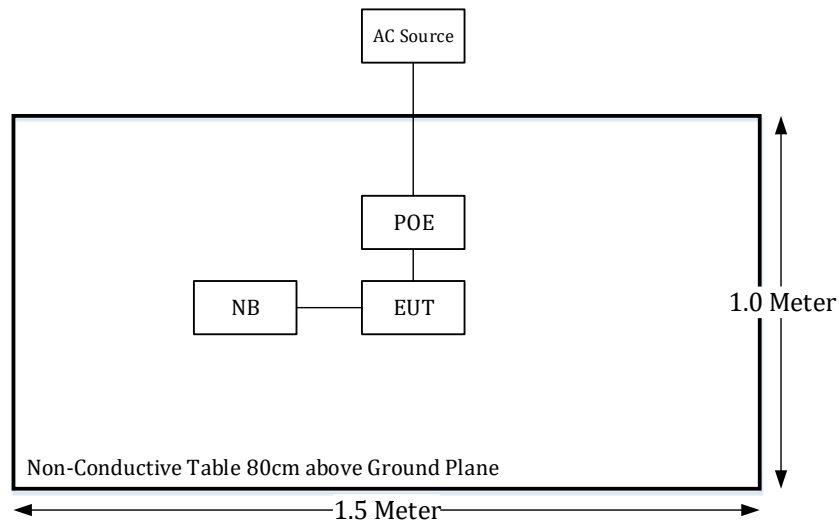 AC Source
POE
NB
EUT
1.0 Meter
Non-Conductive Table 80cm above Ground Plane
1.5 Meter